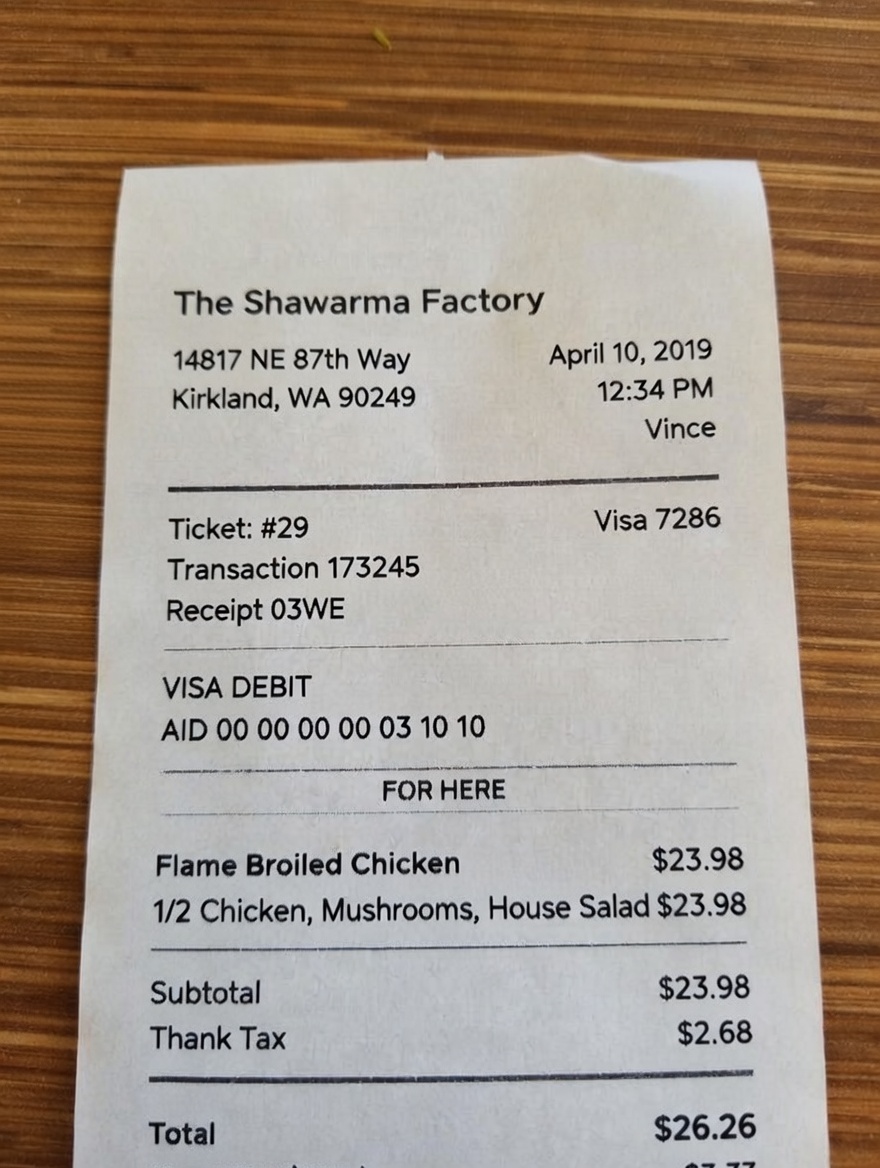 The Shawarma Factory
14817 NE 87th Way
Kirkland, WA 90249
April 10, 2019
12:34 PM
Vince
Ticket: #29
Visa 7286
Transaction 173245
Receipt 03WE
VISA DEBIT
AID 00 00 00 00 03 10 10
FOR HERE
Flame Broiled Chicken $23.98
1/2 Chicken, Mushrooms, House Salad $23.98
Subtotal $23.98
Thank Tax $2.68
Total $26.26